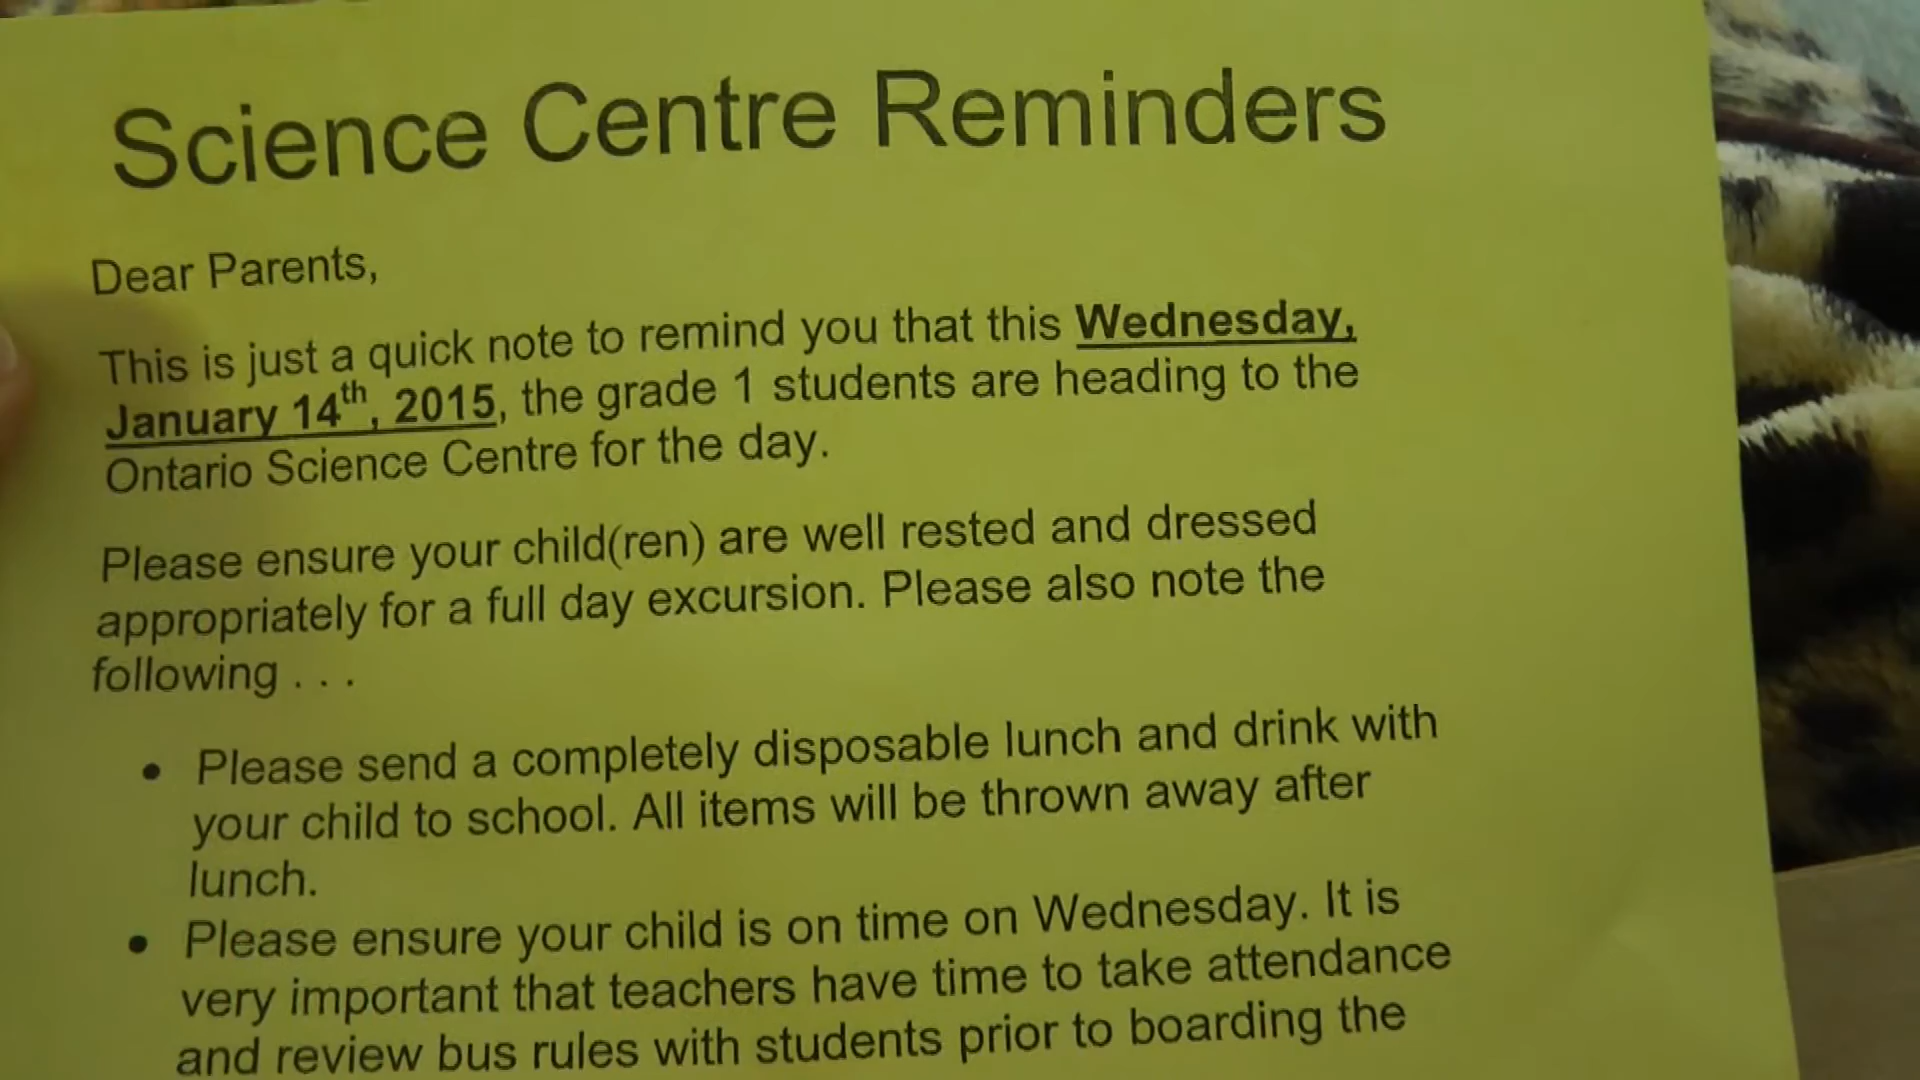 Science Centre Reminders
Dear Parents,
This is just a quick note to remind you that this Wednesday,
January 14th, 2015, the grade 1 students are heading to the
Ontario Science Centre for the day.
Please ensure your child(ren) are well rested and dressed
appropriately for a full day excursion. Please also note the
following . . .
• Please send a completely disposable lunch and drink with
your child to school. All items will be thrown away after
lunch.
• Please ensure your child is on time on Wednesday. It is
very important that teachers have time to take attendance
and review bus rules with students prior to boarding the